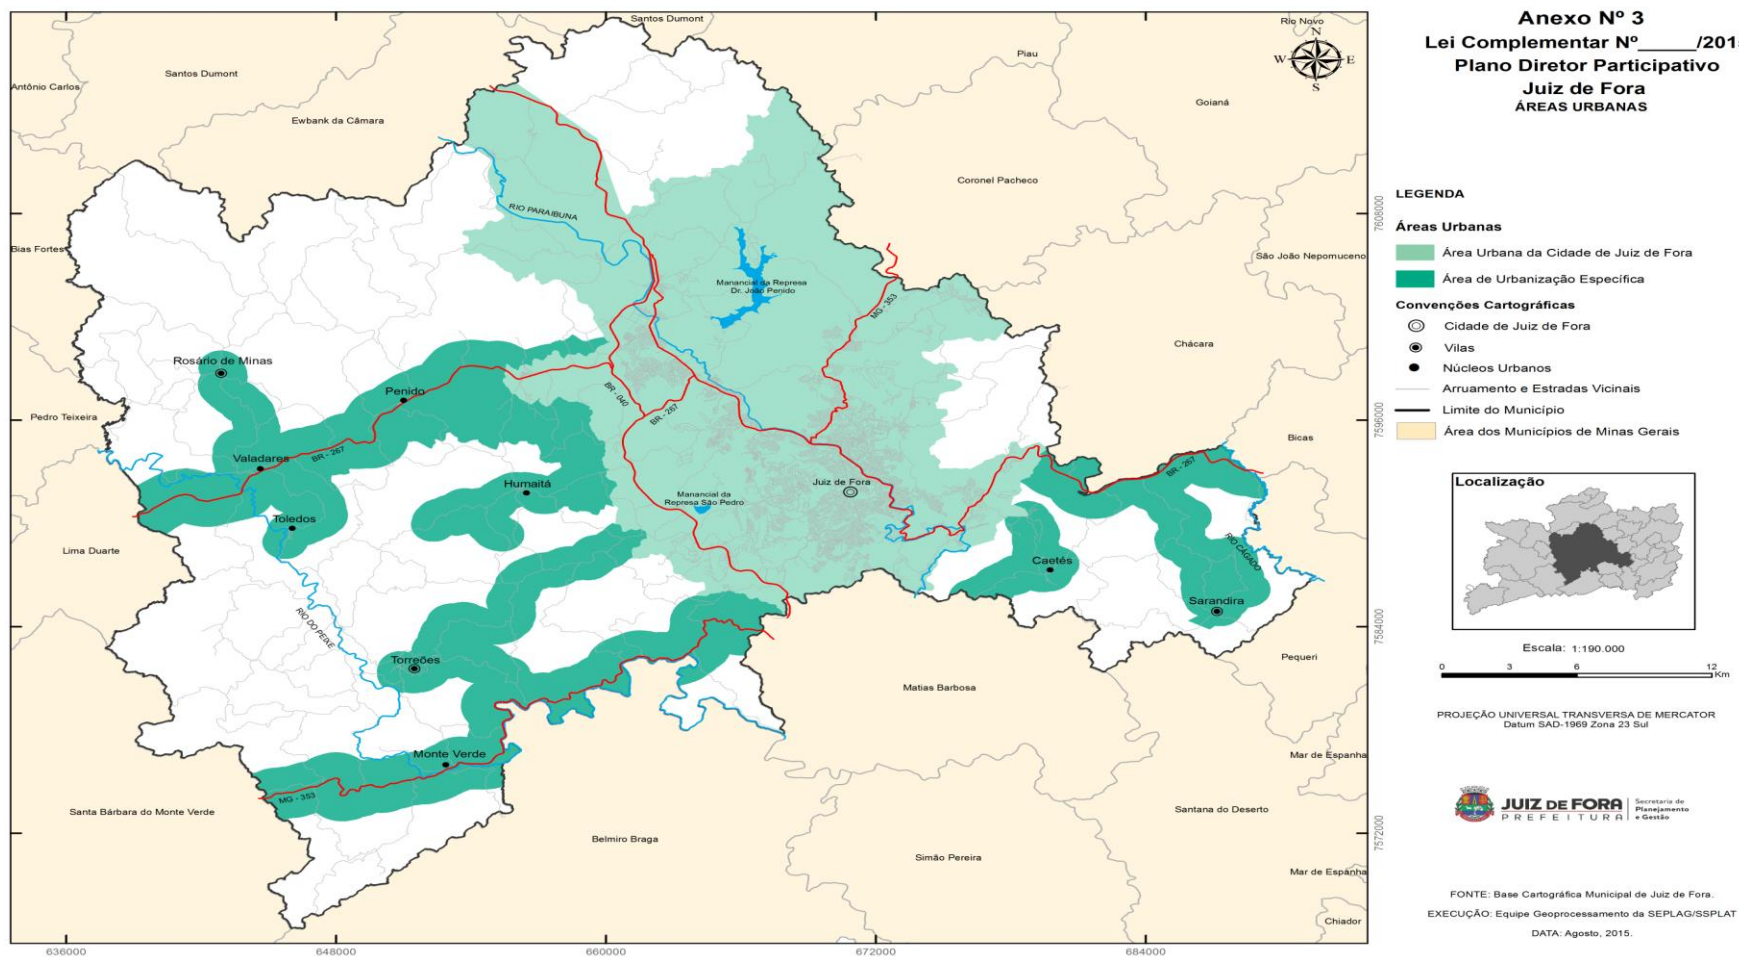 Anexo Nº 3
Lei Complementar Nº_____/201
Plano Diretor Participativo
Juiz de Fora
ÁREAS URBANAS
LEGENDA
Áreas Urbanas
Área Urbana da Cidade de Juiz de Fora
Área de Urbanização Específica
Convenções Cartográficas
Cidade de Juiz de Fora
Vilas
Núcleos Urbanos
Arruamento e Estradas Vicinais
Limite do Município
Área dos Municípios de Minas Gerais
Localização
Escala: 1:190.000
0 3 6 12
Km
PROJEÇÃO UNIVERSAL TRANSVERSA DE MERCATOR
Datum SAD-1969 Zona 23 Sul
JUIZ DE FORA
PREFEITURA
Secretaria de
Planejamento
e Gestão
FONTE: Base Cartográfica Municipal de Juiz de Fora.
EXECUÇÃO: Equipe Geoprocessamento da SEPLAG/SSPLAT
DATA: Agosto, 2015.
Santos Dumont
Rio Novo
N
W E
S
Piau
Santos Dumont
Antônio Carlos
Goianá
Ewbank da Câmara
Coronel Pacheco
RIO PARAIBUNA
7608000
Bias Fortes
São João Nepomuceno
Manancial da Represa
Dr. João Penido
MG - 353
Chácara
Rosário de Minas
Penido
BR - 040
BR - 267
Pedro Teixeira
7596000
Bicas
Valadares
BR - 267
BR - 267
Humaitá
Juiz de Fora
Manancial da
Represa São Pedro
Toledos
Lima Duarte
RIO CÁGADO
Caetés
Sarandira
RIO DO PEIXE
7584000
Torreões
Pequeri
Matias Barbosa
Monte Verde
Mar de Espanha
MG - 353
Santa Bárbara do Monte Verde
Santana do Deserto
Belmiro Braga
7572000
Simão Pereira
Mar de Espanha
Chiador
636000 648000 660000 672000 684000